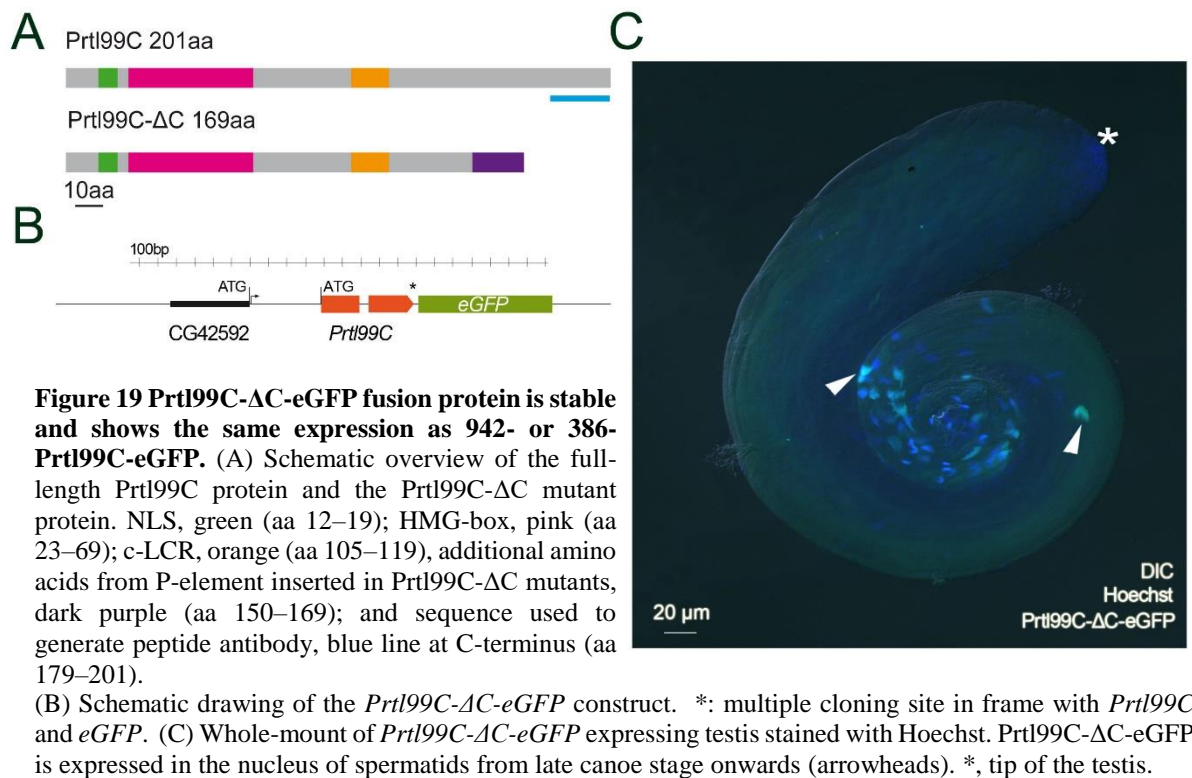 A
Prtl99C 201aa
Prtl99C-ΔC 169aa
10aa
B
100bp
ATG
ATG
*
eGFP
CG42592
Prtl99C
C
*
20 µm
DIC
Hoechst
Prtl99C-ΔC-eGFP
Figure 19 Prtl99C-ΔC-eGFP fusion protein is stable
and shows the same expression as 942- or 386-
Prtl99C-eGFP. (A) Schematic overview of the full-
length Prtl99C protein and the Prtl99C-ΔC mutant
protein. NLS, green (aa 12–19); HMG-box, pink (aa
23–69); c-LCR, orange (aa 105–119), additional amino
acids from P-element inserted in Prtl99C-ΔC mutants,
dark purple (aa 150–169); and sequence used to
generate peptide antibody, blue line at C-terminus (aa
179–201).
(B) Schematic drawing of the Prtl99C-ΔC-eGFP construct. *: multiple cloning site in frame with Prtl99C
and eGFP. (C) Whole-mount of Prtl99C-ΔC-eGFP expressing testis stained with Hoechst. Prtl99C-ΔC-eGFP
is expressed in the nucleus of spermatids from late canoe stage onwards (arrowheads). *, tip of the testis.